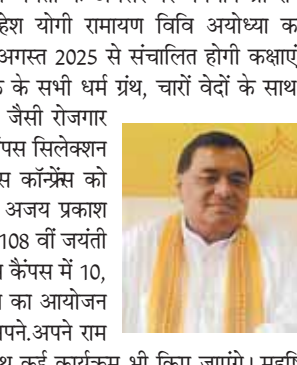 हेश योगी रामायण विवि अयोध्या क
अगस्त 2025 से संचालित होगी कक्षाएं
के सभी धर्म ग्रंथ, चारों वेदों के साथ
जैसी रोजगार
पस सिलेक्शन
स कॉन्फ्रेंस को
अजय प्रकाश
108 वीं जयंती
कैंपस में 10,
का आयोजन
पने.अपने राम
कई कार्यक्रम भी किए जाएंगे। महर्षि